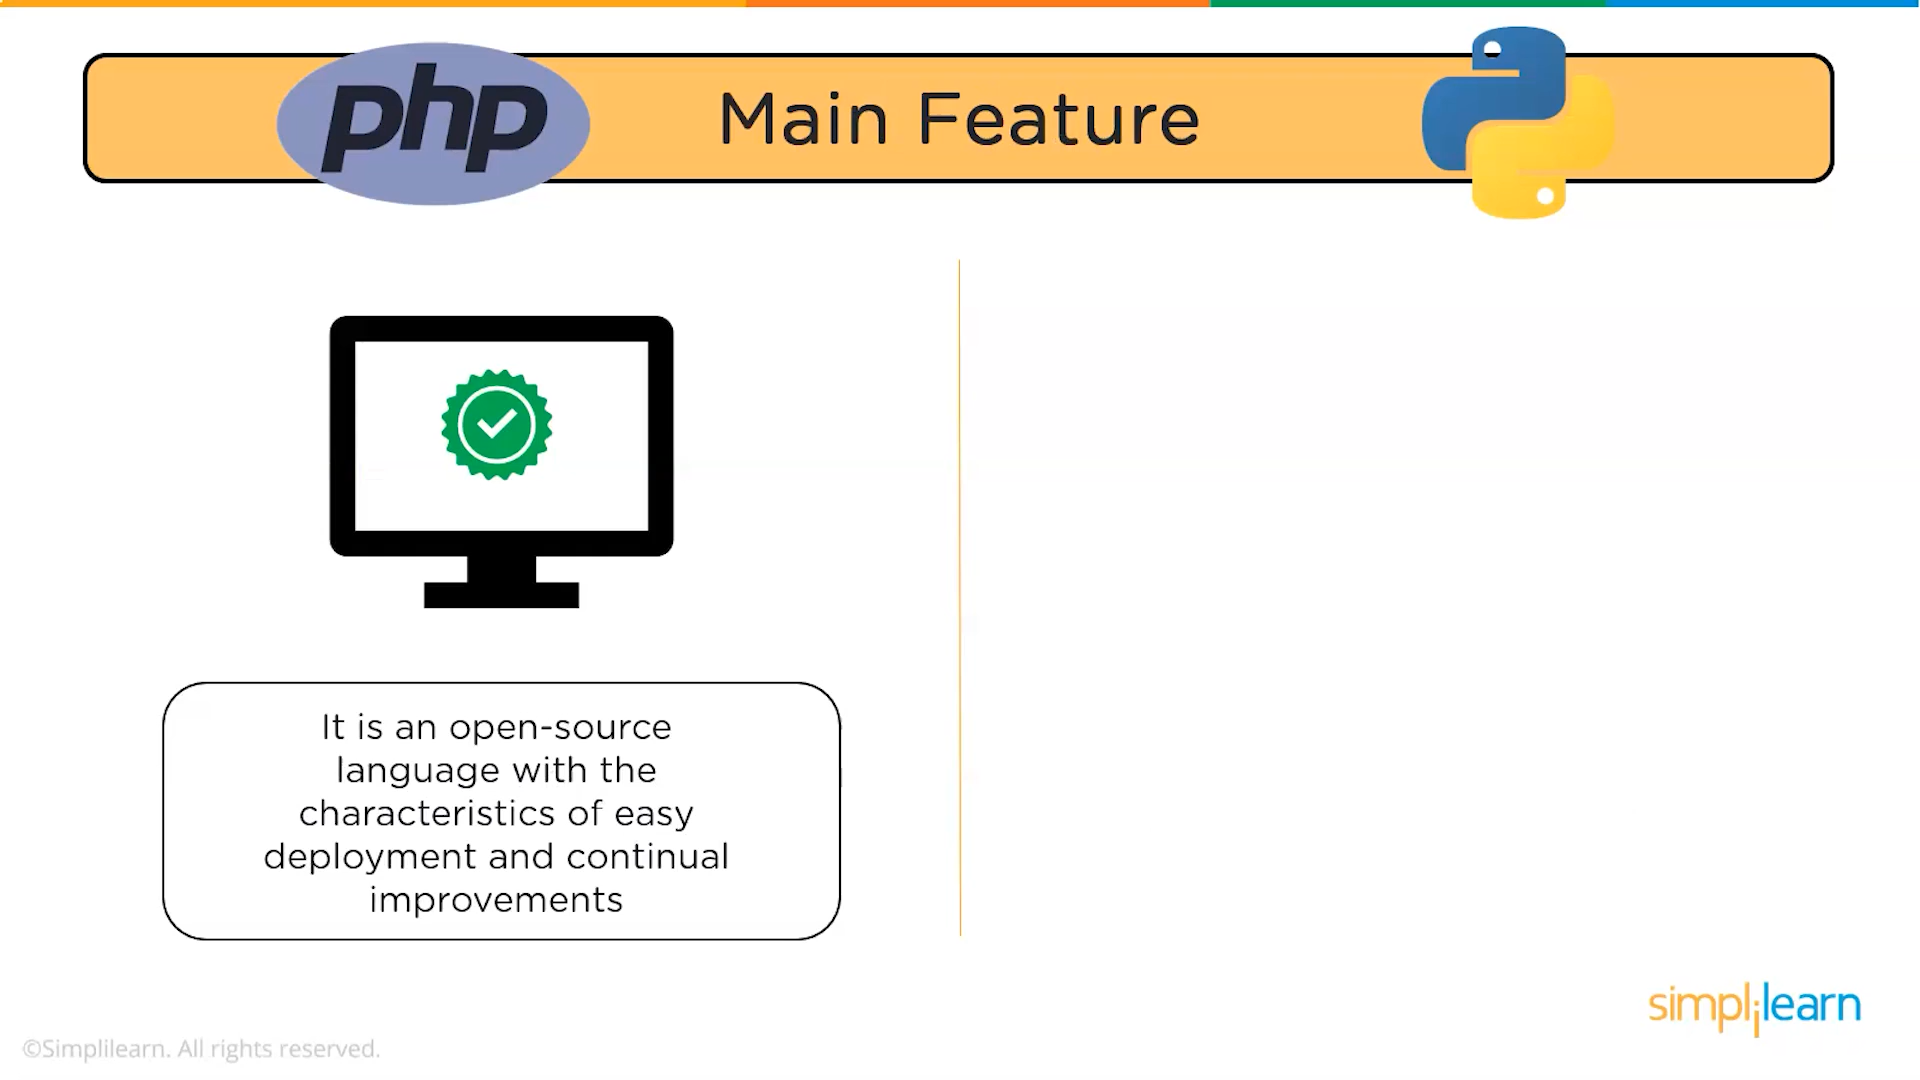 php
Main Feature
It is an open-source
language with the
characteristics of easy
deployment and continual
improvements
simplilearn
©Simplilearn. All rights reserved.